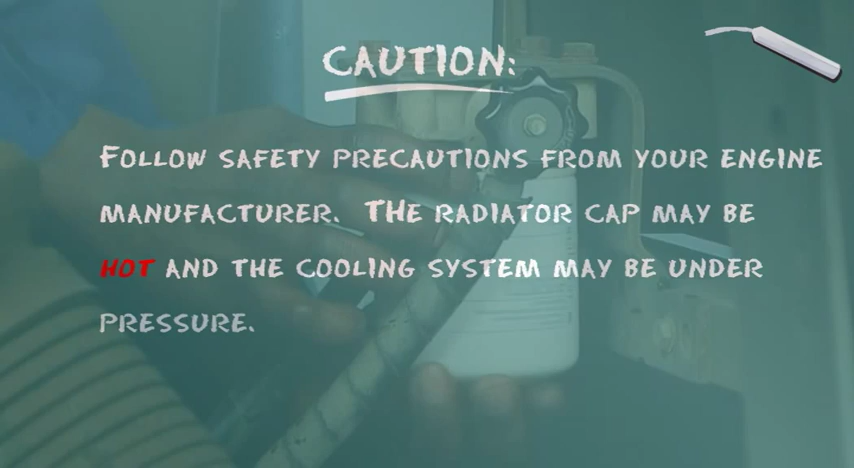 CAUTION:
FOLLOW SAFETY PRECAUTIONS FROM YOUR ENGINE
MANUFACTURER. THE RADIATOR CAP MAY BE
HOT AND THE COOLING SYSTEM MAY BE UNDER
PRESSURE.